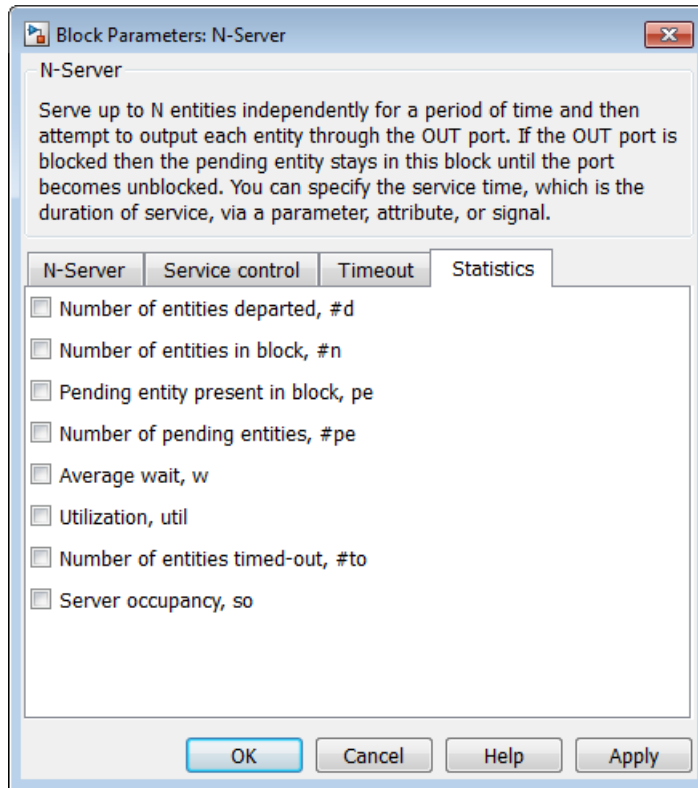 Block Parameters: N-Server
N-Server
Serve up to N entities independently for a period of time and then
attempt to output each entity through the OUT port. If the OUT port is
blocked then the pending entity stays in this block until the port
becomes unblocked. You can specify the service time, which is the
duration of service, via a parameter, attribute, or signal.
N-Server Service control Timeout Statistics
Number of entities departed, #d
Number of entities in block, #n
Pending entity present in block, pe
Number of pending entities, #pe
Average wait, w
Utilization, util
Number of entities timed-out, #to
Server occupancy, so
OK Cancel Help Apply